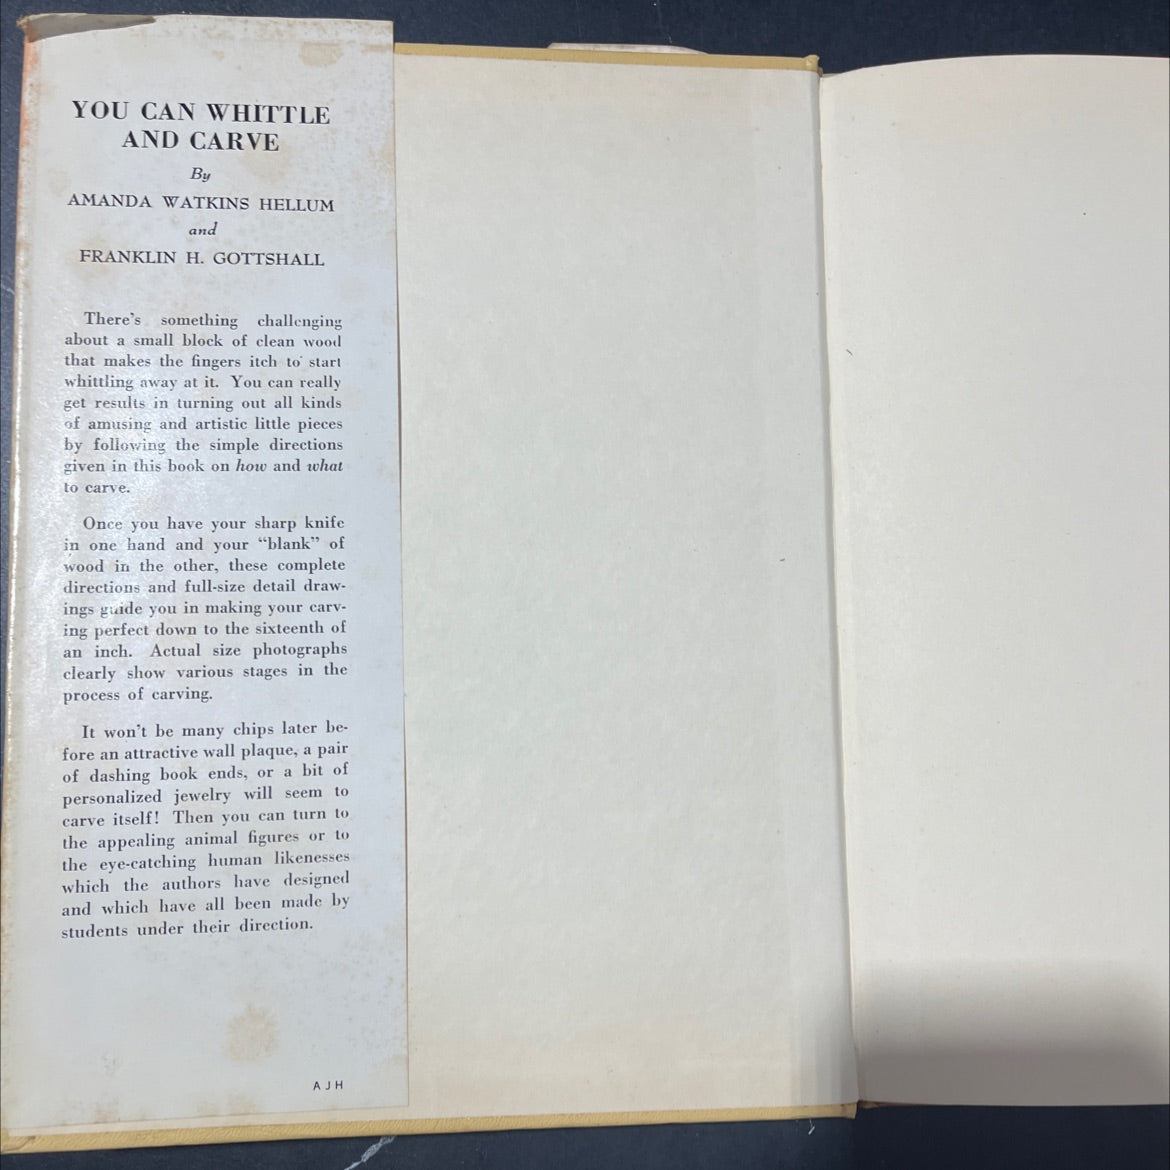 YOU CAN WHITTLE
AND CARVE
By
AMANDA WATKINS HELLUM
and
FRANKLIN H. GOTTSHALL
There's something challenging
about a small block of clean wood
that makes the fingers itch to start
whittling away at it. You can really
get results in turning out all kinds
of amusing and artistic little pieces
by following the simple directions
given in this book on how and what
to carve.
Once you have your sharp knife
in one hand and your “blank” of
wood in the other, these complete
directions and full-size detail draw-
ings guide you in making your carv-
ing perfect down to the sixteenth of
an inch. Actual size photographs
clearly show various stages in the
process of carving.
It won't be many chips later be-
fore an attractive wall plaque, a pair
of dashing book ends, or a bit of
personalized jewelry will seem to
carve itself! Then you can turn to
the appealing animal figures or to
the eye-catching human likenesses
which the authors have designed
and which have all been made by
students under their direction.
AJH